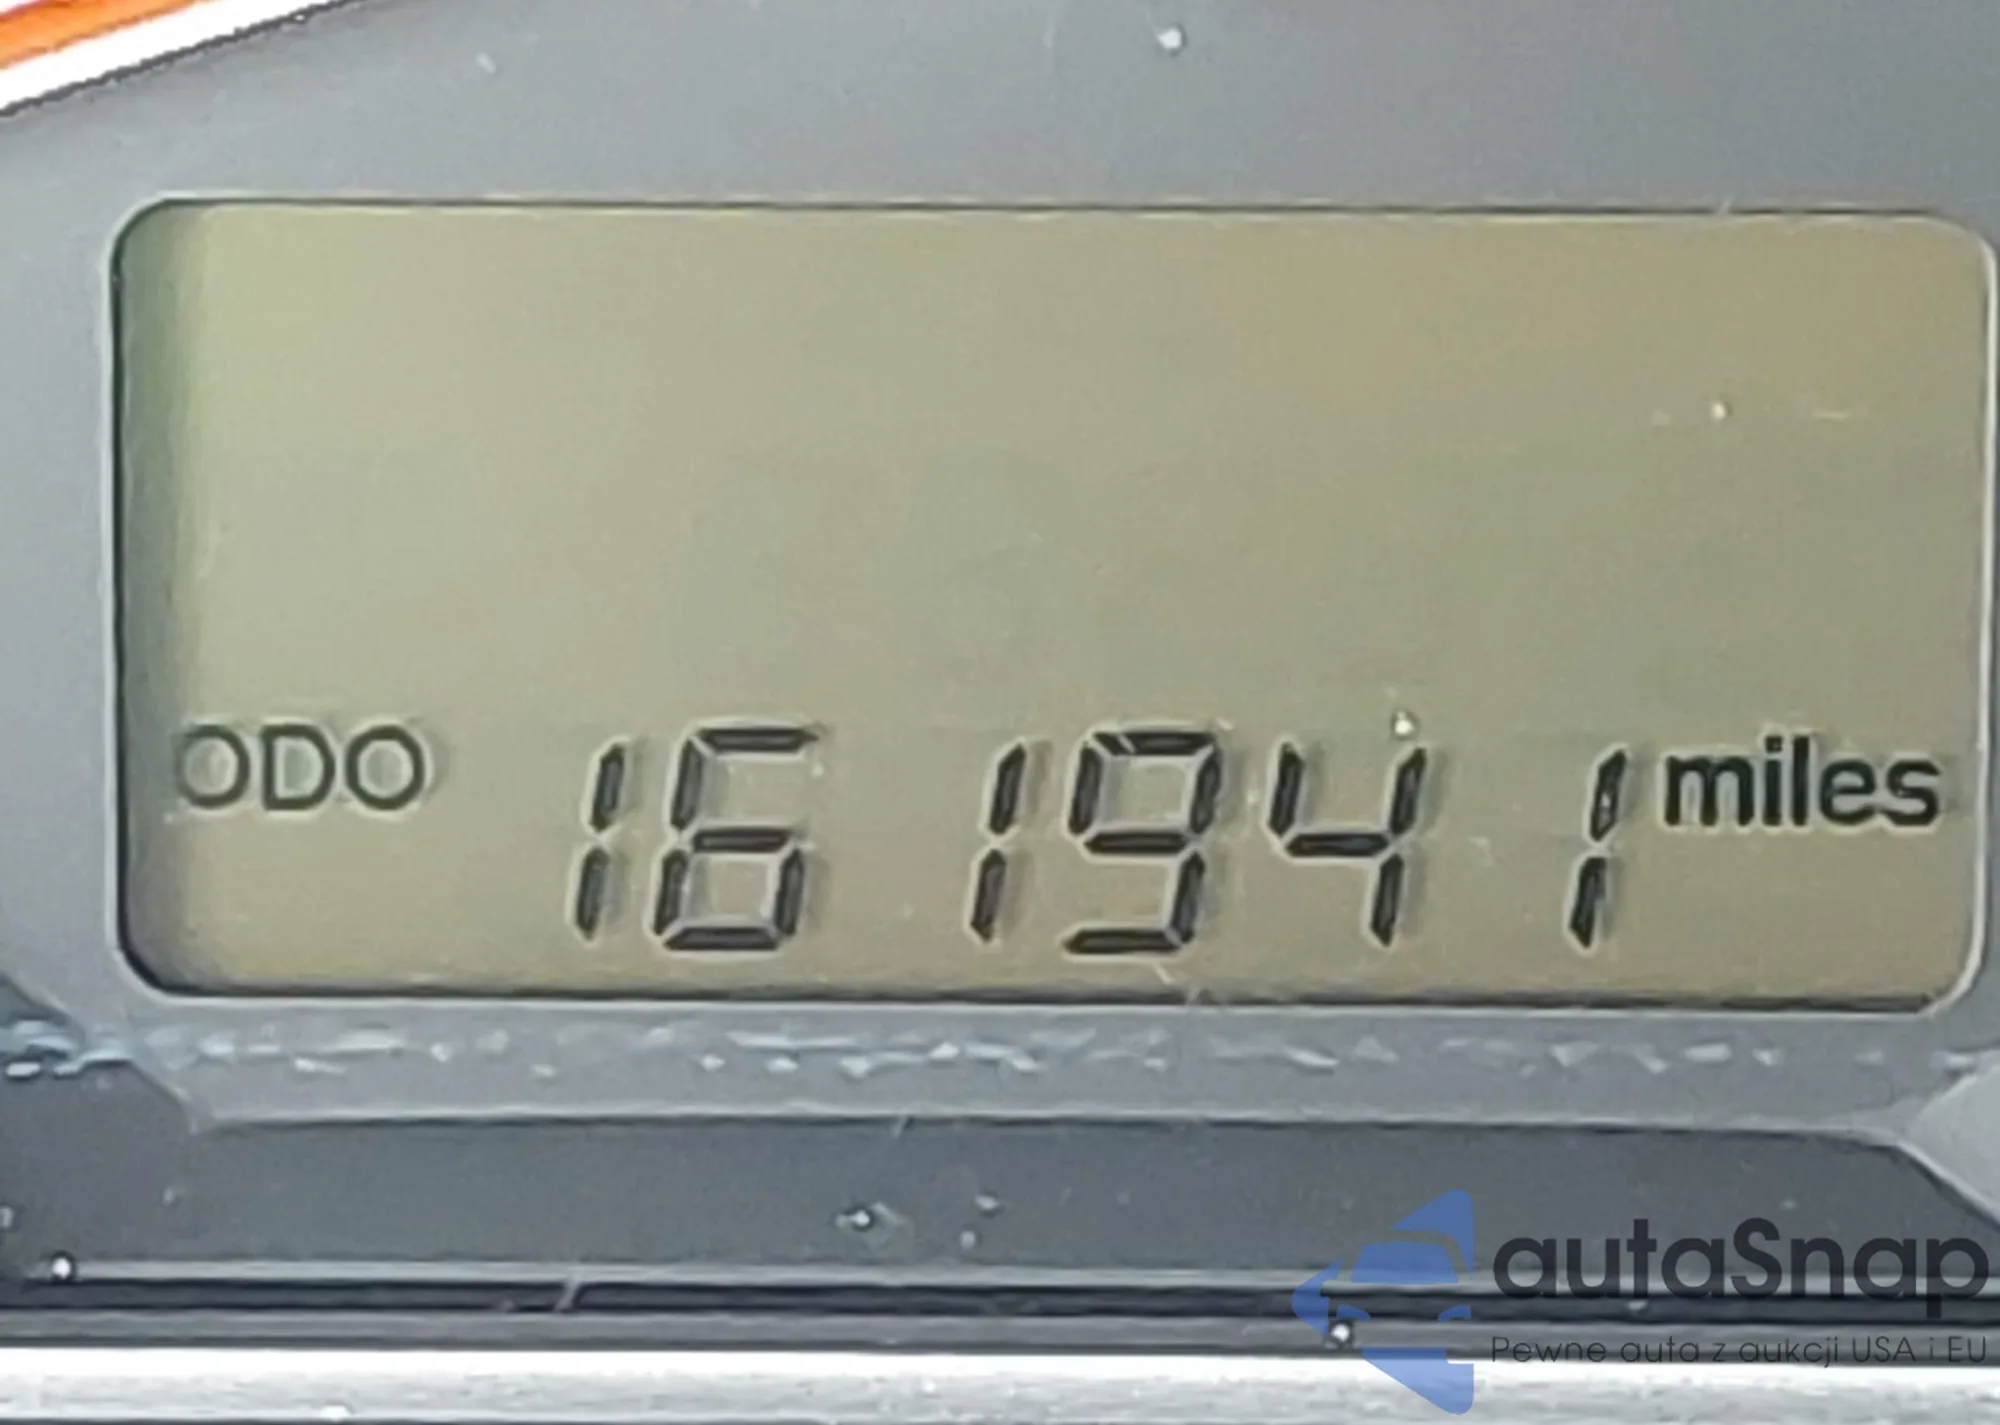 ODO 161941 miles
autaSnap
Pewne auta z aukcji USA i EU